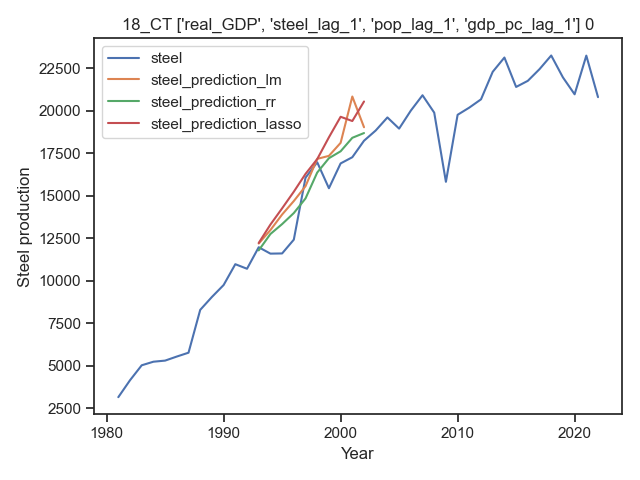 18_CT ['real_GDP', 'steel_lag_1', 'pop_lag_1', 'gdp_pc_lag_1'] 0
steel
steel_prediction_lm
steel_prediction_rr
steel_prediction_lasso
Steel production
22500
20000
17500
15000
12500
10000
7500
5000
2500
1980
1990
2000
2010
2020
Year